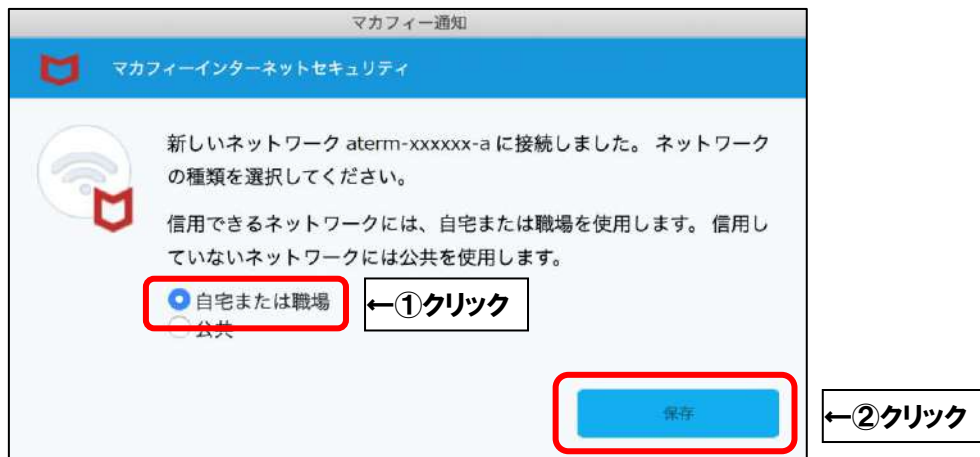 マカフィー通知
マカフィーインターネットセキュリティ
新しいネットワーク aterm-xxxxxx-a に接続しました。 ネットワーク
の種類を選択してください。
信用できるネットワークには、自宅または職場を使用します。 信用し
ていないネットワークには公共を使用します。
自宅または職場
←①クリック
公共
保存
←②クリック